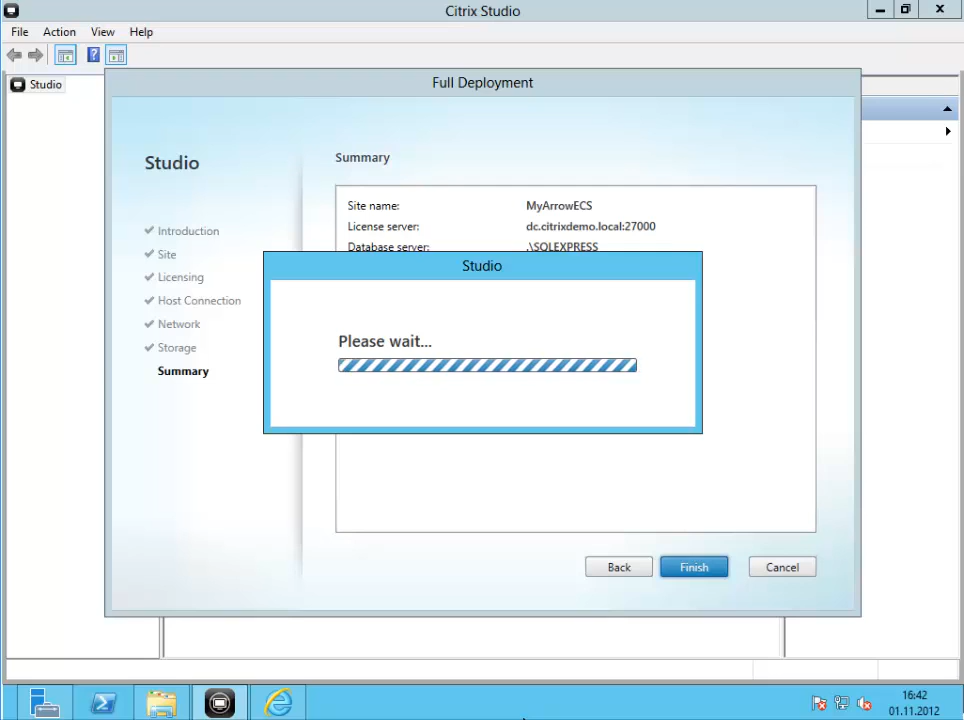 Citrix Studio
File Action View Help
Studio
Full Deployment
Studio
Introduction
Site
Licensing
Host Connection
Network
Storage
Summary
Summary
Site name: MyArrowECS
License server: dc.citrixdemo.local:27000
Database server: .\SQLEXPRESS
Studio
Please wait...
Back Finish Cancel
16:42
01.11.2012